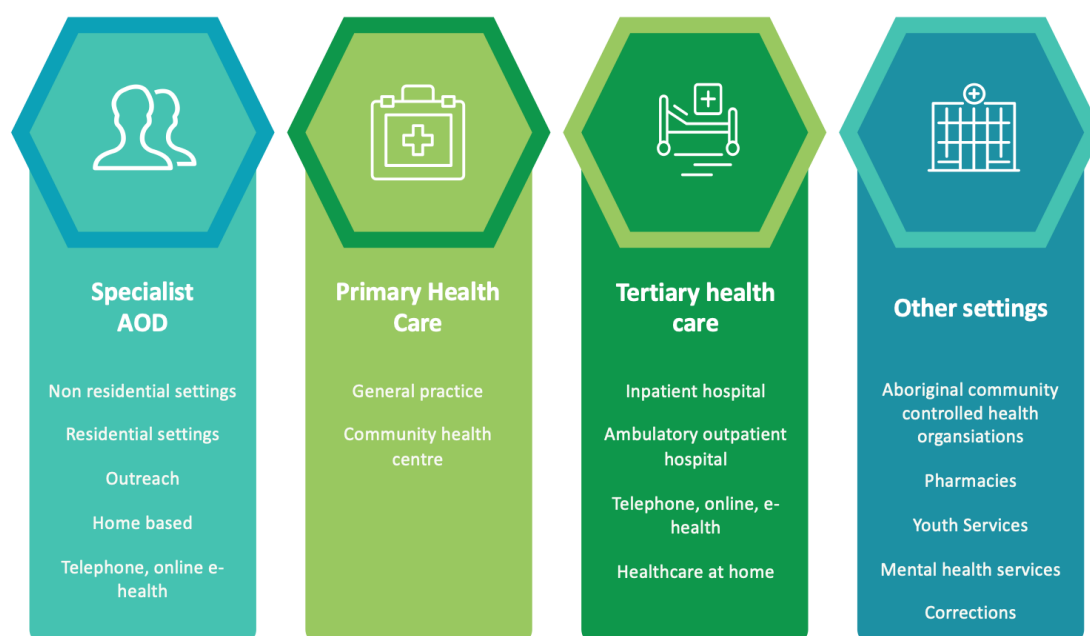 Specialist
AOD
Non residential settings
Residential settings
Outreach
Home based
Telephone, online e-
health
Primary Health
Care
General practice
Community health
centre
Tertiary health
care
Inpatient hospital
Ambulatory outpatient
hospital
Telephone, online, e-
health
Healthcare at home
Other settings
Aboriginal community
controlled health
organsiations
Pharmacies
Youth Services
Mental health services
Corrections